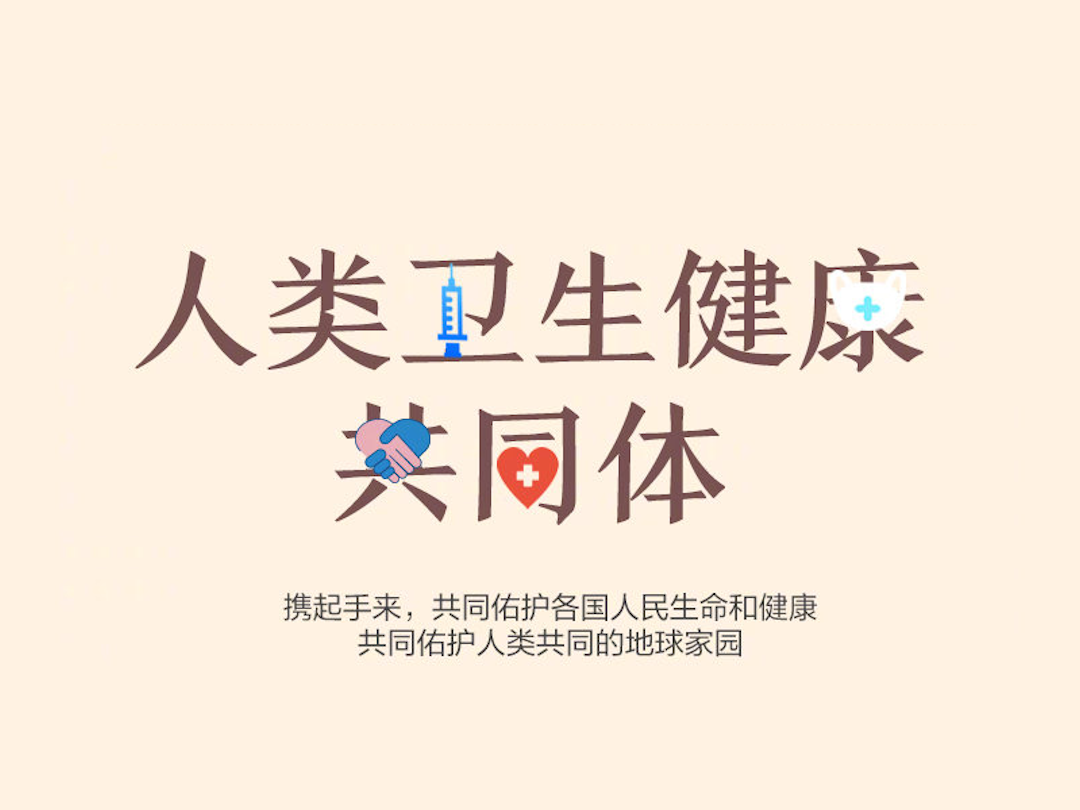 人类卫生健康
共同体
携起手来，共同佑护各国人民生命和健康
共同佑护人类共同的地球家园